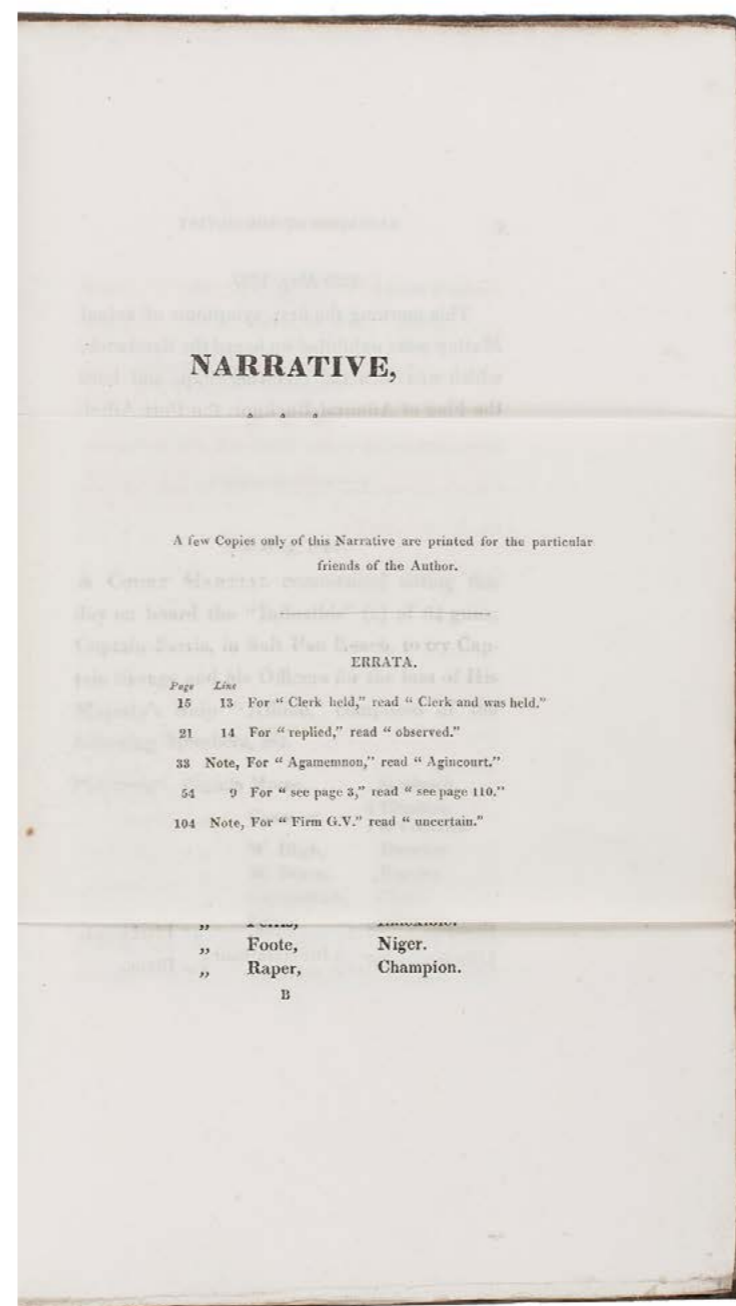 NARRATIVE,
A few Copies only of this Narrative are printed for the particular
friends of the Author.
ERRATA.
Page Line
15 13 For “ Clerk held,” read “ Clerk and was held.”
21 14 For “ replied,” read “ observed.”
33 Note, For “ Agamemnon,” read “ Agincourt.”
54 9 For “ see page 3,” read “ see page 110.”
104 Note, For “ Firm G.V.” read “ uncertain.”
„ Foote, Niger.
„ Raper, Champion.
B